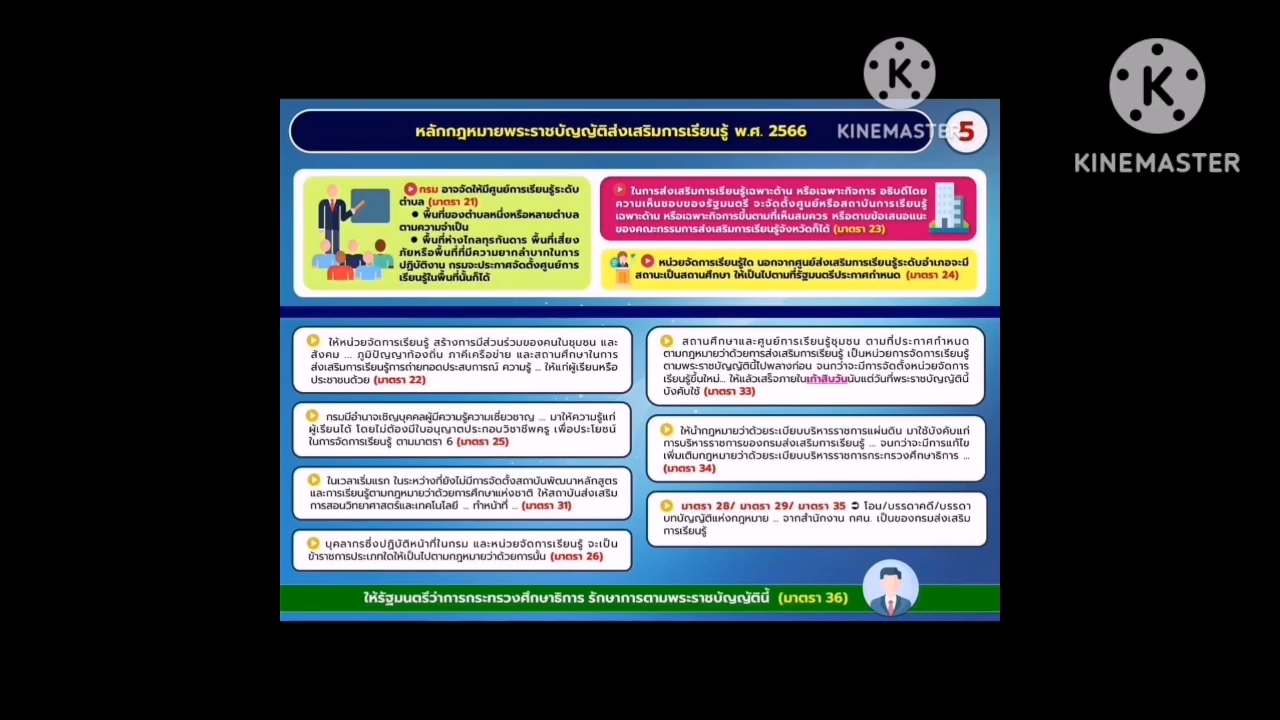 KINEMASTER
KINEMASTER
หลักกฎหมายพระราชบัญญัติส่งเสริมการเรียนรู้ พ.ศ. 2566
5
กรม อาจจัดให้มีศูนย์การเรียนรู้ระดับ
ตำบล (มาตรา 21)
● พื้นที่ของตำบลหนึ่งหรือหลายตำบล
ตามความจำเป็น
● พื้นที่ห่างไกลทุรกันดาร พื้นที่เสี่ยง
ภัยหรือพื้นที่ที่มีความยากลำบากในการ
ปฏิบัติงาน กรมจะประกาศจัดตั้งศูนย์การ
เรียนรู้ในพื้นที่นั้นก็ได้
ในการส่งเสริมการเรียนรู้เฉพาะด้าน หรือเฉพาะกิจการ อธิบดีโดย
ความเห็นชอบของรัฐมนตรี จะจัดตั้งศูนย์หรือสถาบันการเรียนรู้
เฉพาะด้าน หรือเฉพาะกิจการขึ้นตามที่เห็นสมควร หรือตามข้อเสนอแนะ
ของคณะกรรมการส่งเสริมการเรียนรู้จังหวัดก็ได้ (มาตรา 23)
หน่วยจัดการเรียนรู้ใด นอกจากศูนย์ส่งเสริมการเรียนรู้ระดับอำเภอจะมี
สถานะเป็นสถานศึกษา ให้เป็นไปตามที่รัฐมนตรีประกาศกำหนด (มาตรา 24)
ให้หน่วยจัดการเรียนรู้ สร้างการมีส่วนร่วมของคนในชุมชน และ
สังคม ... ภูมิปัญญาท้องถิ่น ภาคีเครือข่าย และสถานศึกษาในการ
ส่งเสริมการเรียนรู้การถ่ายทอดประสบการณ์ ความรู้ ... ให้แก่ผู้เรียนหรือ
ประชาชนด้วย (มาตรา 22)
กรมมีอำนาจเชิญบุคคลผู้มีความรู้ความเชี่ยวชาญ ... มาให้ความรู้แก่
ผู้เรียนได้ โดยไม่ต้องมีใบอนุญาตประกอบวิชาชีพครู เพื่อประโยชน์
ในการจัดการเรียนรู้ ตามมาตรา 6 (มาตรา 25)
ในเวลาเริ่มแรก ในระหว่างที่ยังไม่มีการจัดตั้งสถาบันพัฒนาหลักสูตร
และการเรียนรู้ตามกฎหมายว่าด้วยการศึกษาแห่งชาติ ให้สถาบันส่งเสริม
การสอนวิทยาศาสตร์และเทคโนโลยี ... ทำหน้าที่ ... (มาตรา 31)
บุคลากรซึ่งปฏิบัติหน้าที่ในกรม และหน่วยจัดการเรียนรู้ จะเป็น
ข้าราชการประเภทใดให้เป็นไปตามกฎหมายว่าด้วยการนั้น (มาตรา 26)
สถานศึกษาและศูนย์การเรียนรู้ชุมชน ตามที่ประกาศกำหนด
ตามกฎหมายว่าด้วยการส่งเสริมการเรียนรู้ เป็นหน่วยการจัดการเรียนรู้
ตามพระราชบัญญัตินี้ไปพลางก่อน จนกว่าจะมีการจัดตั้งหน่วยจัดการ
เรียนรู้ขึ้นใหม่... ให้แล้วเสร็จภายในเก้าสิบวันนับแต่วันที่พระราชบัญญัตินี้
บังคับใช้ (มาตรา 33)
ให้นำกฎหมายว่าด้วยระเบียบบริหารราชการแผ่นดิน มาใช้บังคับแก่
การบริหารราชการของกรมส่งเสริมการเรียนรู้ ... จนกว่าจะมีการแก้ไข
เพิ่มเติมกฎหมายว่าด้วยระเบียบบริหารราชการกระทรวงศึกษาธิการ ...
(มาตรา 34)
มาตรา 28/ มาตรา 29/ มาตรา 35 ➲ โอน/บรรดาคดี/บรรดา
บทบัญญัติแห่งกฎหมาย ... จากสำนักงาน กศน. เป็นของกรมส่งเสริม
การเรียนรู้
ให้รัฐมนตรีว่าการกระทรวงศึกษาธิการ รักษาการตามพระราชบัญญัตินี้ (มาตรา 36)